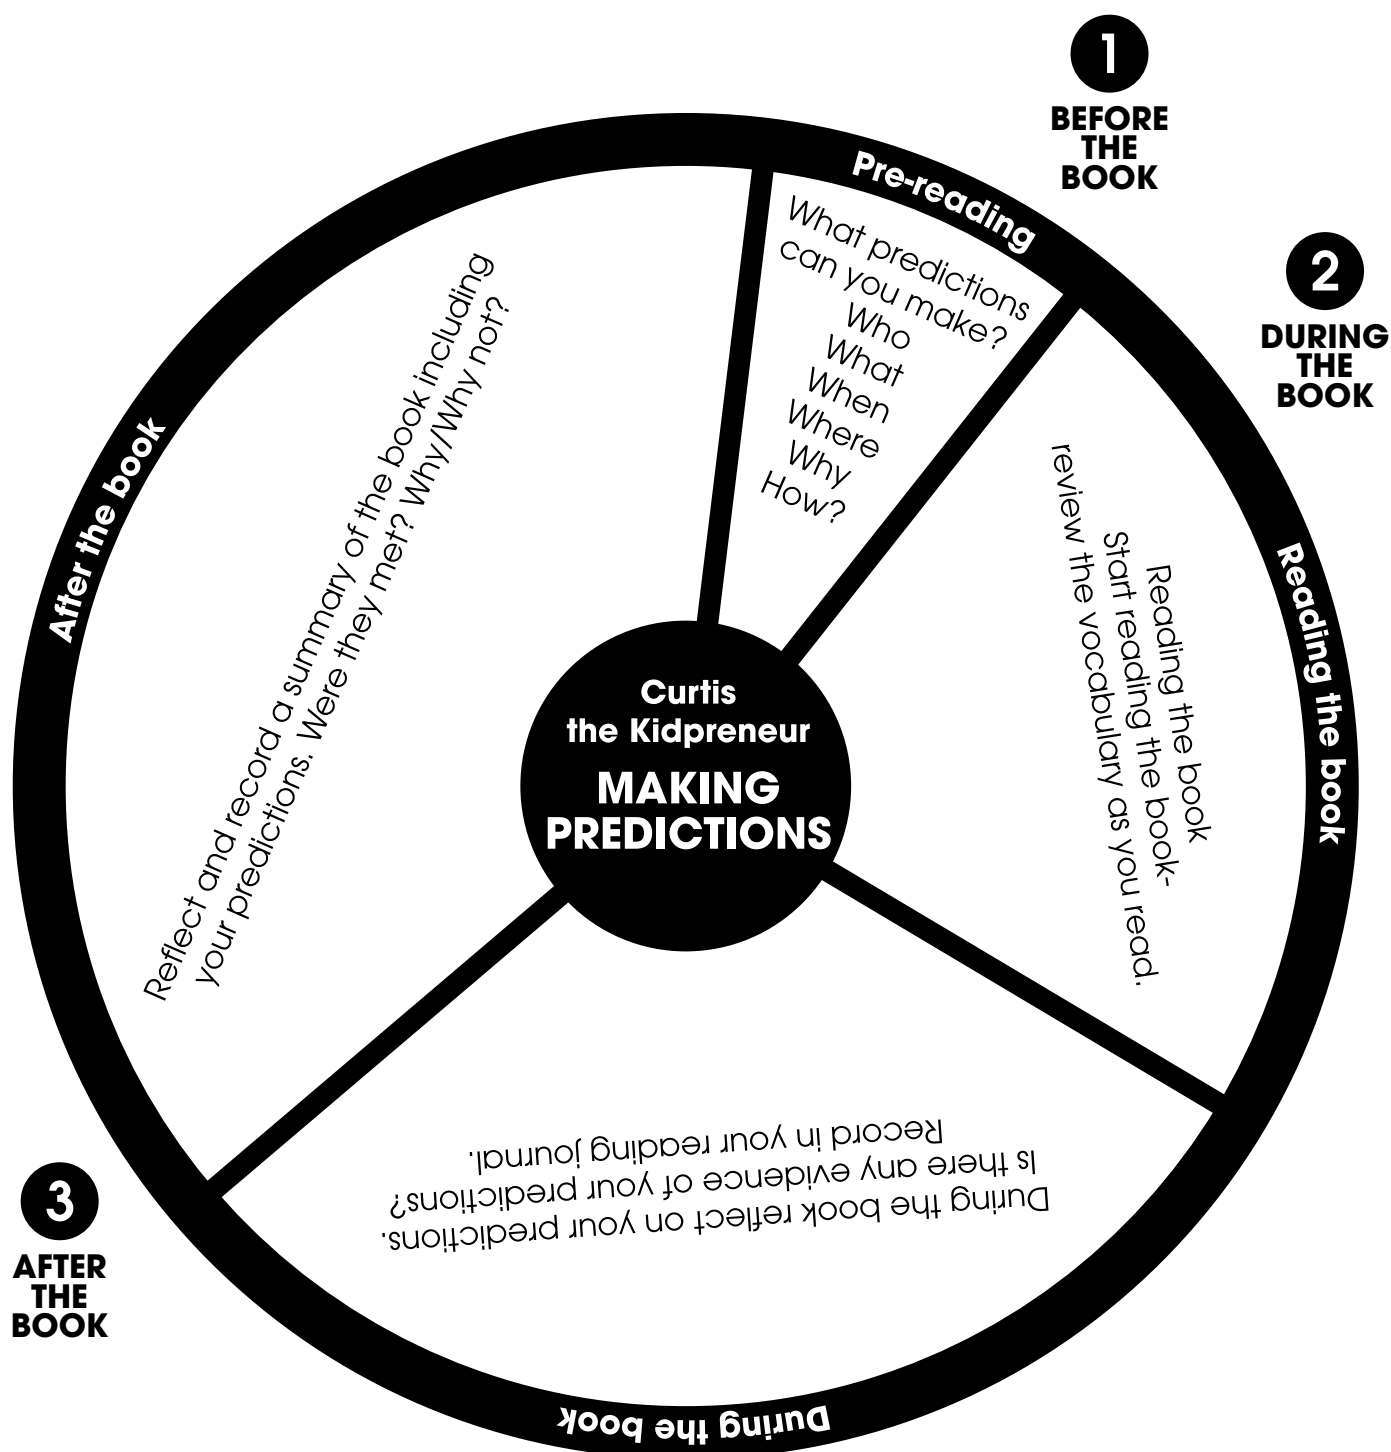 1
BEFORE
THE
BOOK
Pre-reading
What predictions
can you make?
Who
What
When
Where
Why
How?
2
DURING
THE
BOOK
Reading the book
Reading the book
Start reading the book-
review the vocabulary as you read.
During the book
During the book reflect on your predictions.
Is there any evidence of your predictions?
Record in your reading journal.
3
AFTER
THE
BOOK
After the book
Reflect and record a summary of the book including
your predictions. Were they met? Why/Why not?
Curtis
the Kidpreneur
MAKING
PREDICTIONS